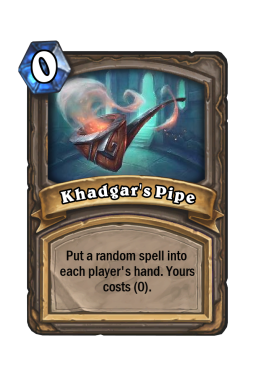 0
Khadgar's Pipe
Put a random spell into
each player's hand. Yours
costs (0).